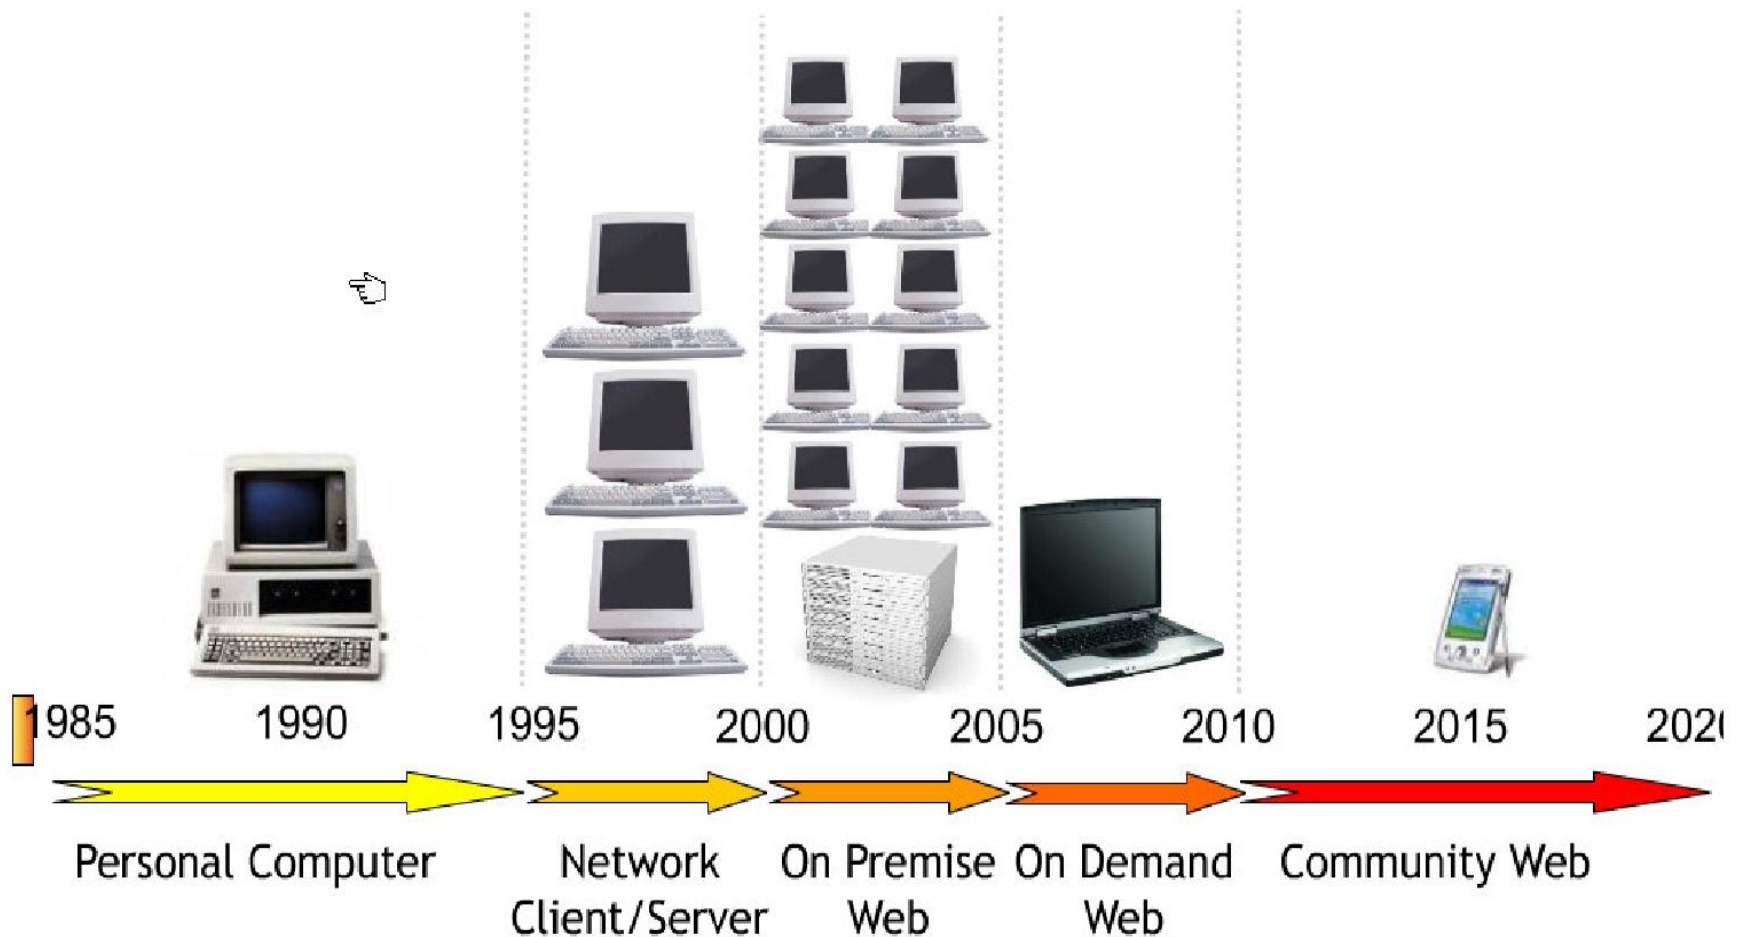 1985 1990 1995 2000 2005 2010 2015 202
Personal Computer Network On Premise On Demand Community Web
Client/Server Web Web